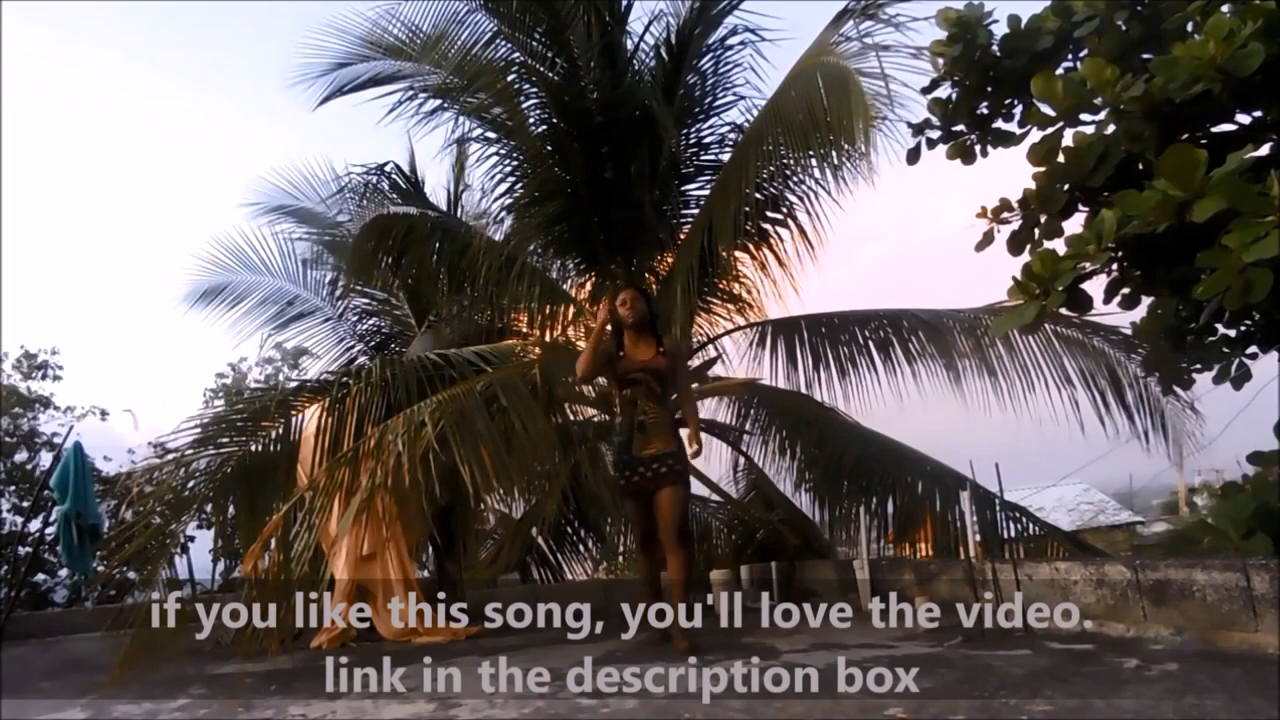 if you like this song, you'll love the video.
link in the description box